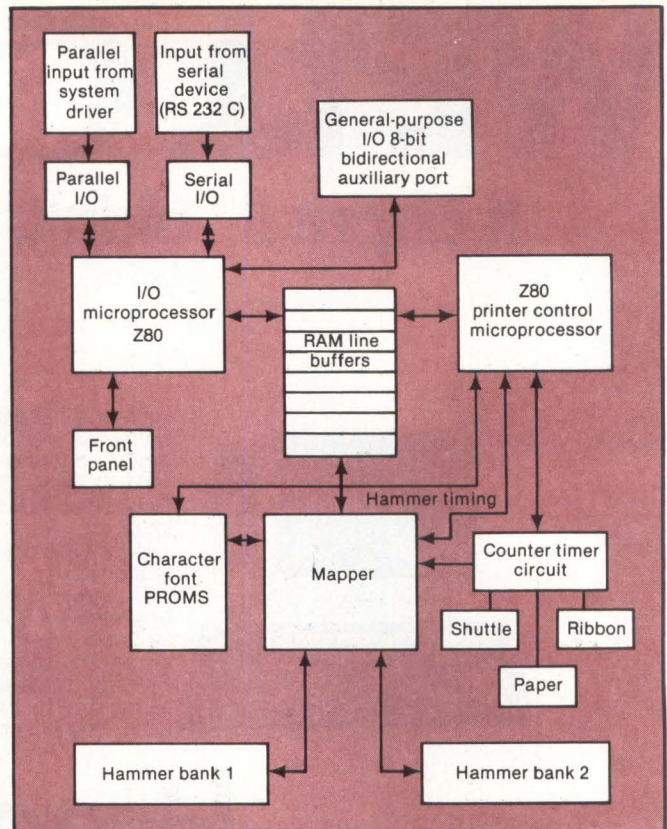 Parallel
input from
system
driver
Input from
serial
device
(RS 232 C)
General-purpose
I/O 8-bit
bidirectional
auxiliary port
Parallel
I/O
Serial
I/O
I/O
microprocessor
Z80
RAM line
buffers
Z80
printer control
microprocessor
Front
panel
Hammer timing
Character
font
PROMS
Mapper
Counter timer
circuit
Shuttle
Ribbon
Paper
Hammer bank 1
Hammer bank 2